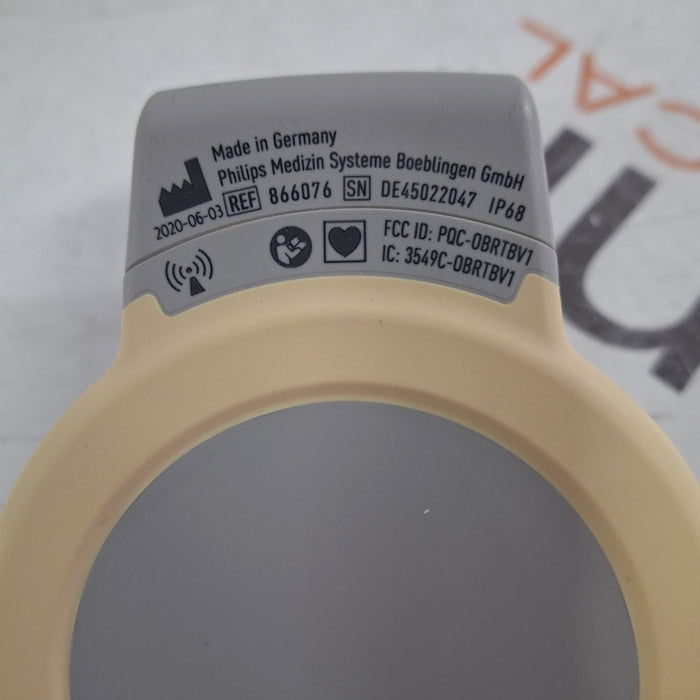 Made in Germany
Philips Medizin Systeme Boeblingen GmbH
2020-06-03 REF 866076 SN DE45022047 IP68
FCC ID: PQC-OBRTBV1
IC: 3549C-OBRTBV1
CAL